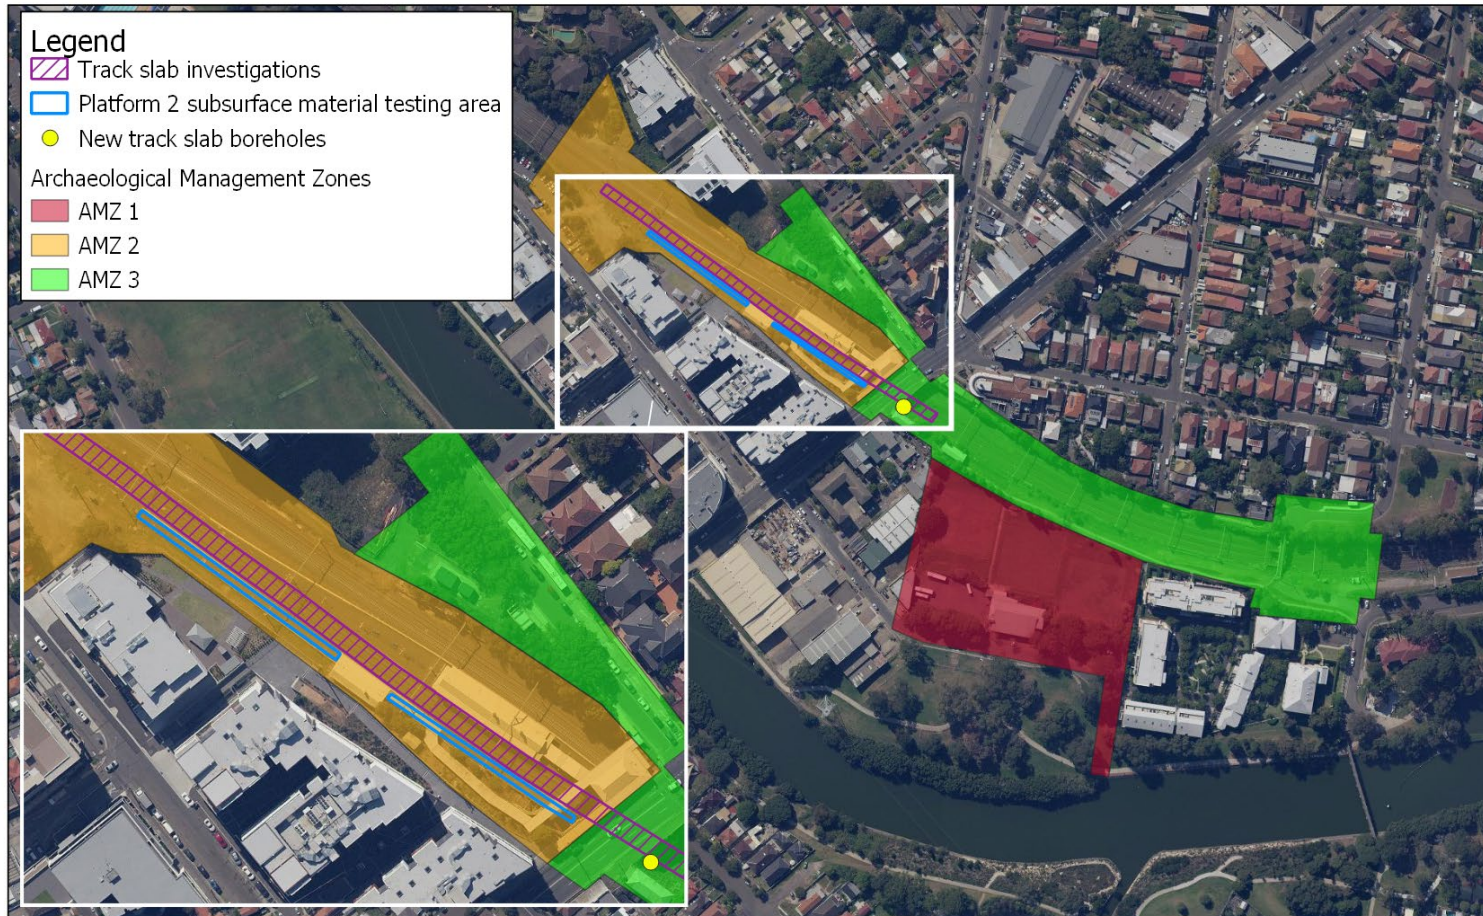 Legend
Track slab investigations
Platform 2 subsurface material testing area
New track slab boreholes
Archaeological Management Zones
AMZ 1
AMZ 2
AMZ 3